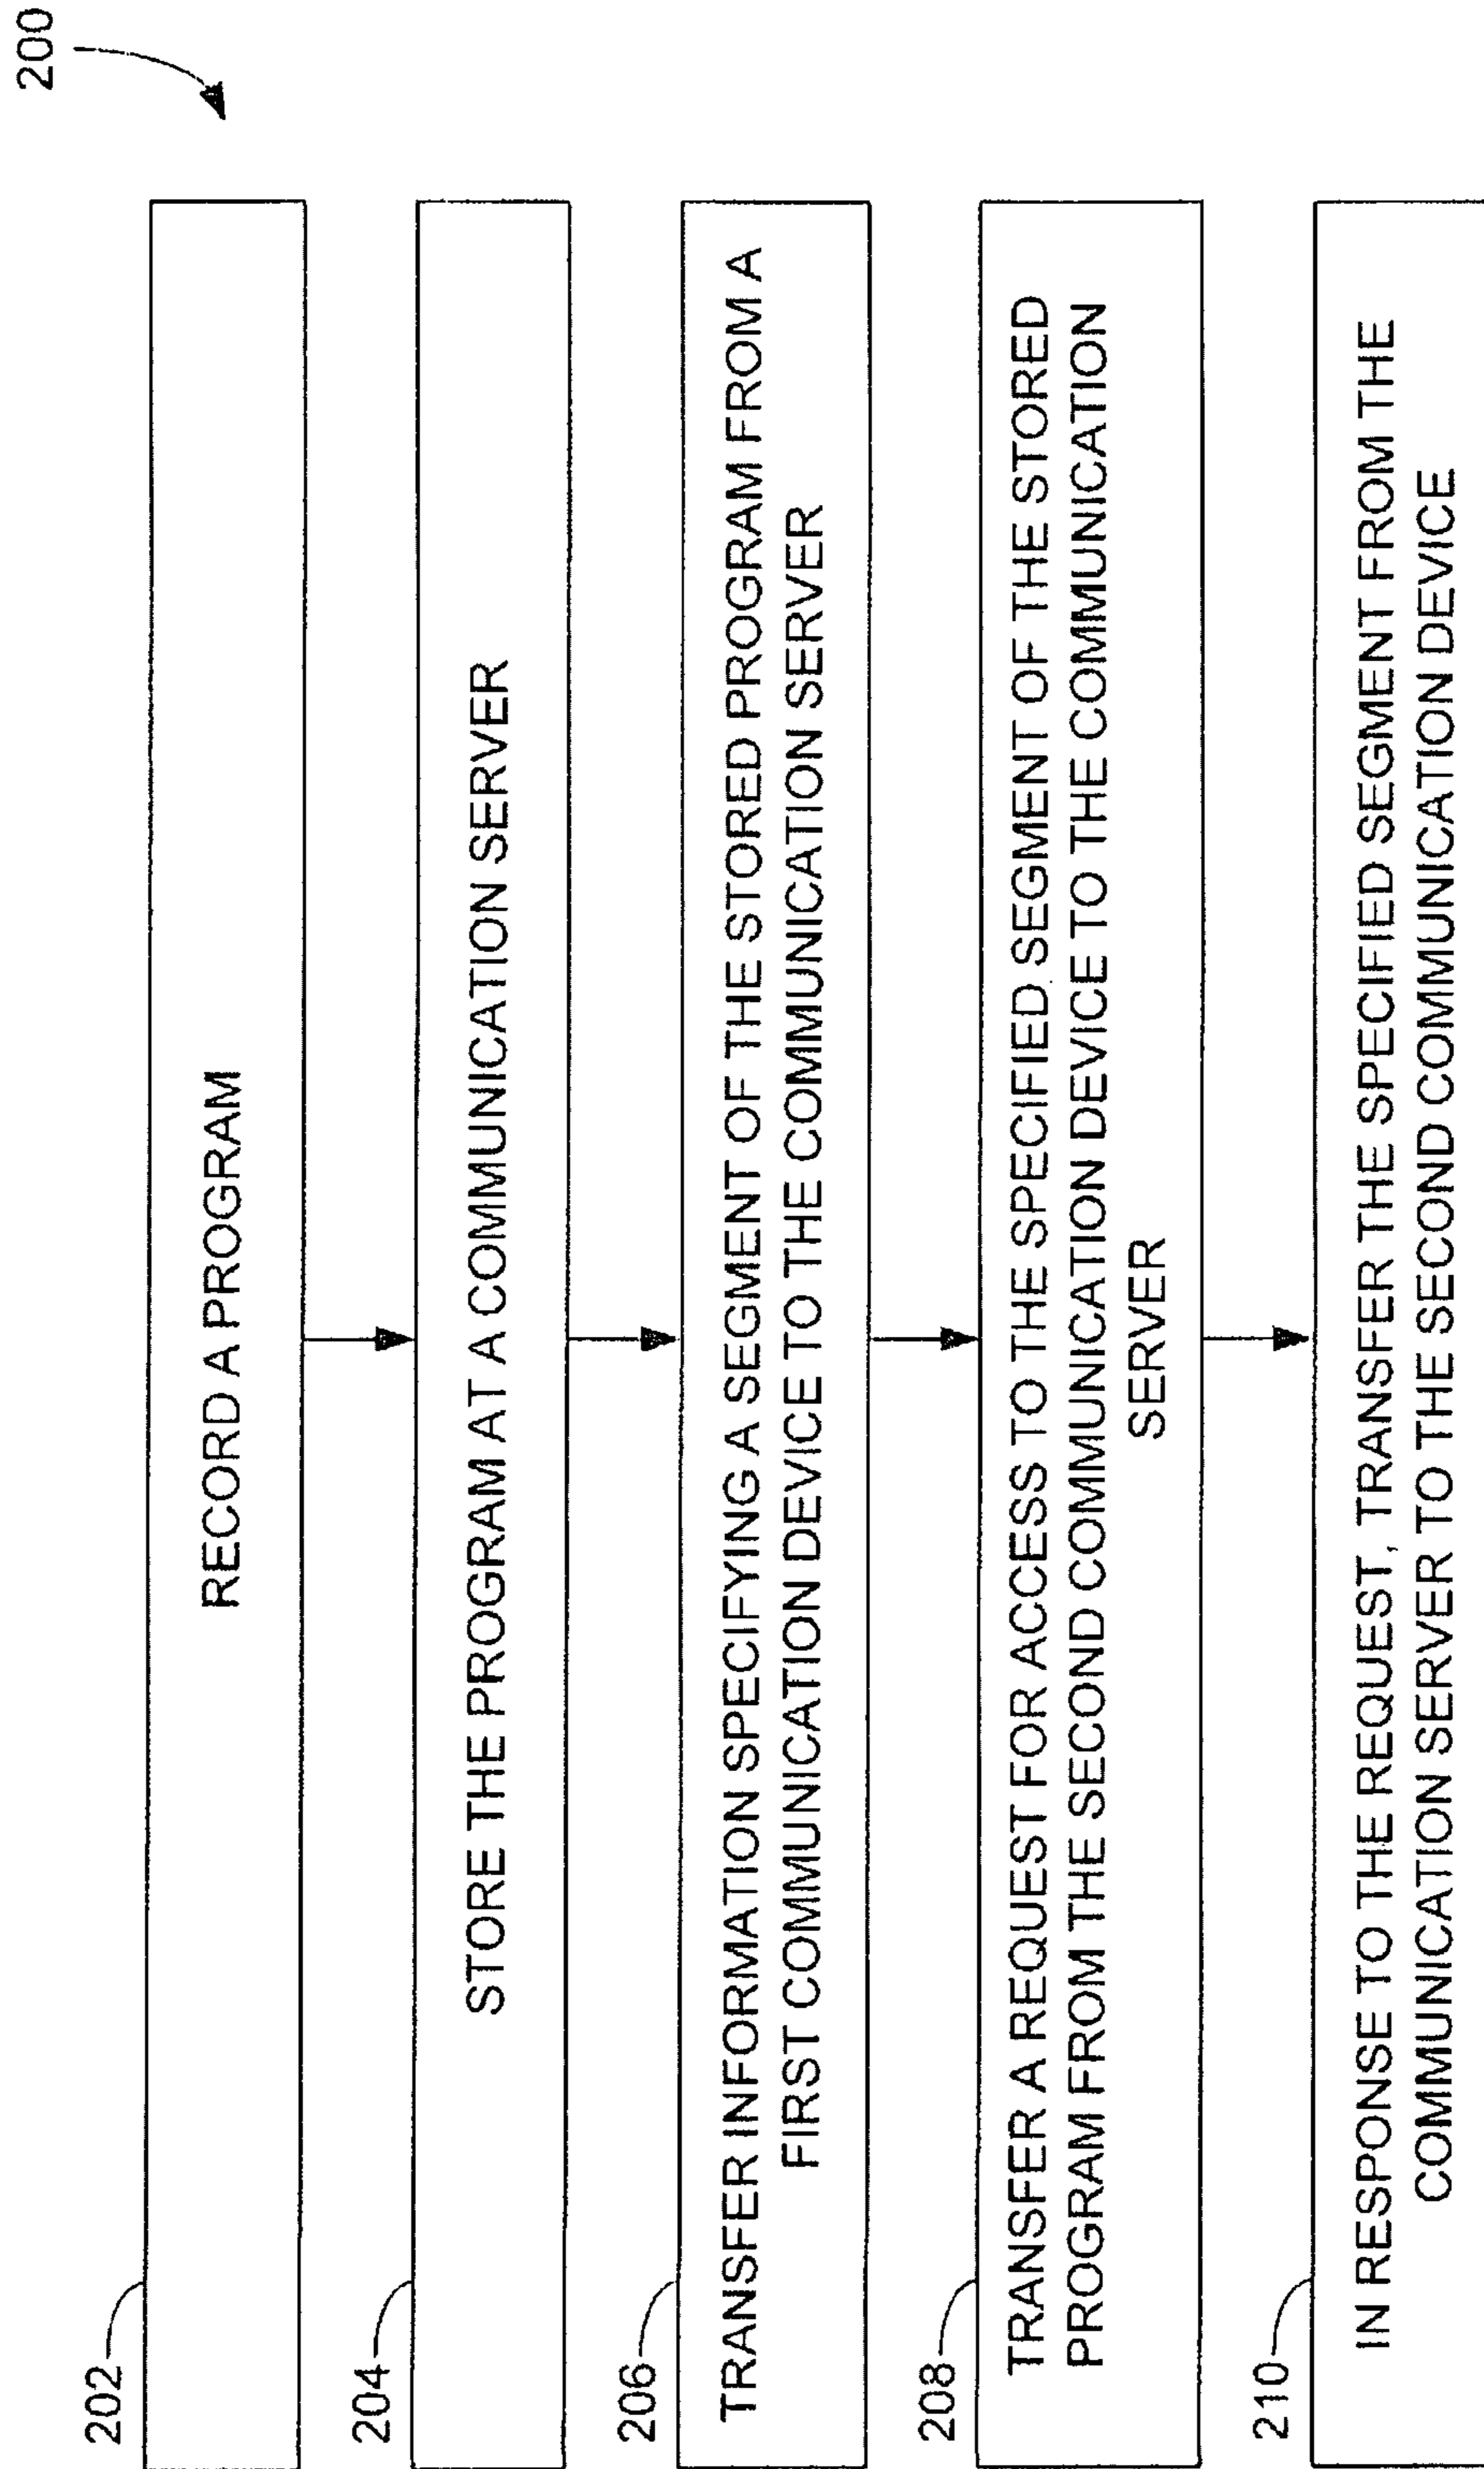 200
202
RECORD A PROGRAM
204
STORE THE PROGRAM AT A COMMUNICATION SERVER
206
TRANSFER INFORMATION SPECIFYING A SEGMENT OF THE STORED PROGRAM FROM A
FIRST COMMUNICATION DEVICE TO THE COMMUNICATION SERVER
208
TRANSFER A REQUEST FOR ACCESS TO THE SPECIFIED SEGMENT OF THE STORED
PROGRAM FROM THE SECOND COMMUNICATION DEVICE TO THE COMMUNICATION
SERVER
210
IN RESPONSE TO THE REQUEST, TRANSFER THE SPECIFIED SEGMENT FROM THE
COMMUNICATION SERVER TO THE SECOND COMMUNICATION DEVICE